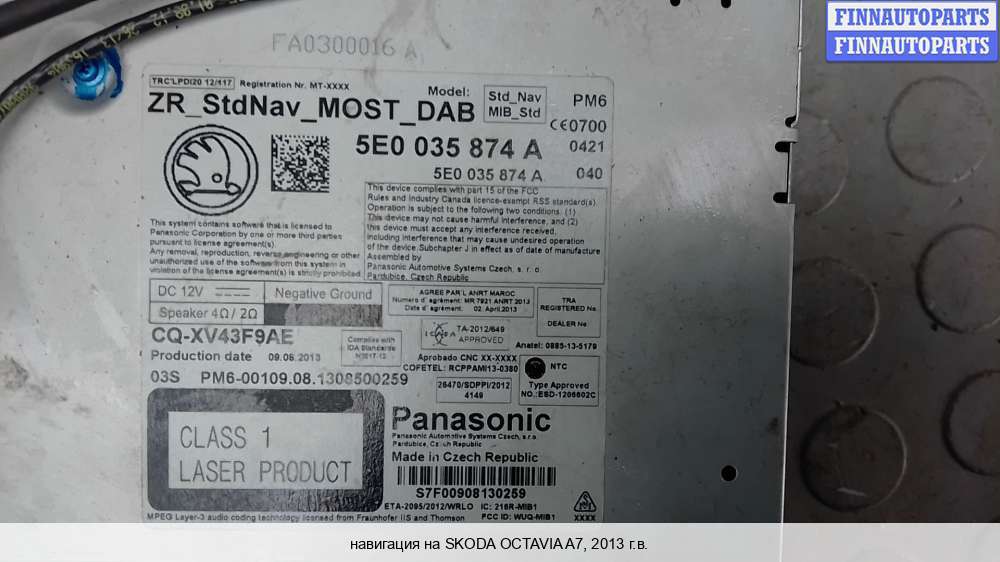 FINNAUTOPARTS
FINNAUTOPARTS
FA0300016 A
TRC'LPDI20 12/417 Registration Nr. MT-XXXX
ZR_StdNav_MOST_DAB
Model:
Std_Nav
MIB_Std
PM6
CE0700
5E0 035 874 A 0421
5E0 035 874 A 040
This device complies with part 15 of the FCC
Rules and Industry Canada licence-exempt RSS standard(s).
Operation is subject to the following two conditions. (1)
This device may not cause harmful interference, and (2)
this device must accept any interference received,
including interference that may cause undesired operation
of the device.Subchapter J in effect as of date of manufacture
Assembled by
Panasonic Automotive Systems Czech, s. r. o.
Pardubice, Czech Republic
This system contains software that is licensed to
Panasonic Corporation by one or more third parties
pursuant to license agreement(s).
Any removal, reproduction, reverse engineering or other
unauthorized use of the software from this system in
violation of the license agreement(s) is strictly prohibited.
DC 12V Negative Ground
Speaker 4Ω / 2Ω
AGREE PAR'L ANRT MAROC
Numero d'agrément: MR 7921 ANRT 2013
Date d'agrément: 02. April.2013
TRA
REGISTERED No.
DEALER No.
CQ-XV43F9AE
Production date 09.08.2013
Complies with
IDA Standards
TA-2012/649
APPROVED
Anatel: 0885-13-5179
Aprobado CNC XX-XXXX
COFETEL: RCPPAMI13-0380
NTC
03S PM6-00109.08.1308500259
26470/SDPPI/2012
4149
Type Approved
NO.:ESD-1206602C
CLASS 1
LASER PRODUCT
Panasonic
Panasonic Automotive Systems Czech, s.r.o.
Pardubice, Czech Republic
Made in Czech Republic
S7F00908130259
ETA-2095/2012/WRLO IC: 216R-MIB1
MPEG Layer-3 audio coding technology licensed from Fraunhofer IIS and Thomson FCC ID: WUQ-MIB1 XXXX
навигация на SKODA OCTAVIA A7, 2013 г.в.